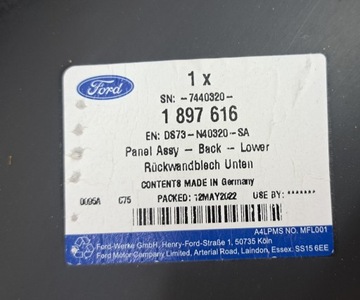 Ford
1 x
SN: -7440320-
1 897 616
EN: DS73-N40320-SA
Panel Assy - Back - Lower
Rückwandblech Unten
CONTENTS MADE IN Germany
0095A C75 PACKED: 12MAY2022 USE BY: *******
A4LPMS NO. MFL001
Ford-Werke GmbH, Henry-Ford-Straße 1, 50735 Köln
Ford Motor Company Limited, Arterial Road, Laindon, Essex. SS15 6EE